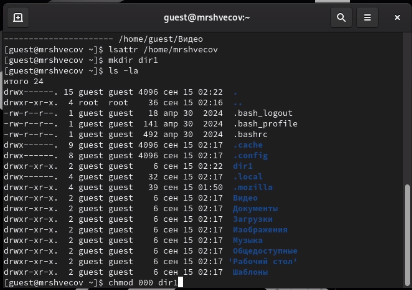 guest@mrshvecov:~
---------------------- /home/guest/Видео
[guest@mrshvecov ~]$ lsattr /home/mrshvecov
[guest@mrshvecov ~]$ mkdir dir1
[guest@mrshvecov ~]$ ls -la
итого 24
drwx------. 15 guest guest 4096 сен 15 02:22 .
drwxr-xr-x. 4 root root 36 сен 15 02:16 ..
-rw-r--r--. 1 guest guest 18 апр 30 2024 .bash_logout
-rw-r--r--. 1 guest guest 141 апр 30 2024 .bash_profile
-rw-r--r--. 1 guest guest 492 апр 30 2024 .bashrc
drwx------. 9 guest guest 4096 сен 15 02:17 .cache
drwx------. 8 guest guest 4096 сен 15 02:17 .config
drwxr-xr-x. 2 guest guest 6 сен 15 02:22 dir1
drwx------. 4 guest guest 32 сен 15 02:17 .local
drwxr-xr-x. 4 guest guest 39 сен 15 01:50 .mozilla
drwxr-xr-x. 2 guest guest 6 сен 15 02:17 Видео
drwxr-xr-x. 2 guest guest 6 сен 15 02:17 Документы
drwxr-xr-x. 2 guest guest 6 сен 15 02:17 Загрузки
drwxr-xr-x. 2 guest guest 6 сен 15 02:17 Изображения
drwxr-xr-x. 2 guest guest 6 сен 15 02:17 Музыка
drwxr-xr-x. 2 guest guest 6 сен 15 02:17 Общедоступные
drwxr-xr-x. 2 guest guest 6 сен 15 02:17 'Рабочий стол'
drwxr-xr-x. 2 guest guest 6 сен 15 02:17 Шаблоны
[guest@mrshvecov ~]$ chmod 000 dir1